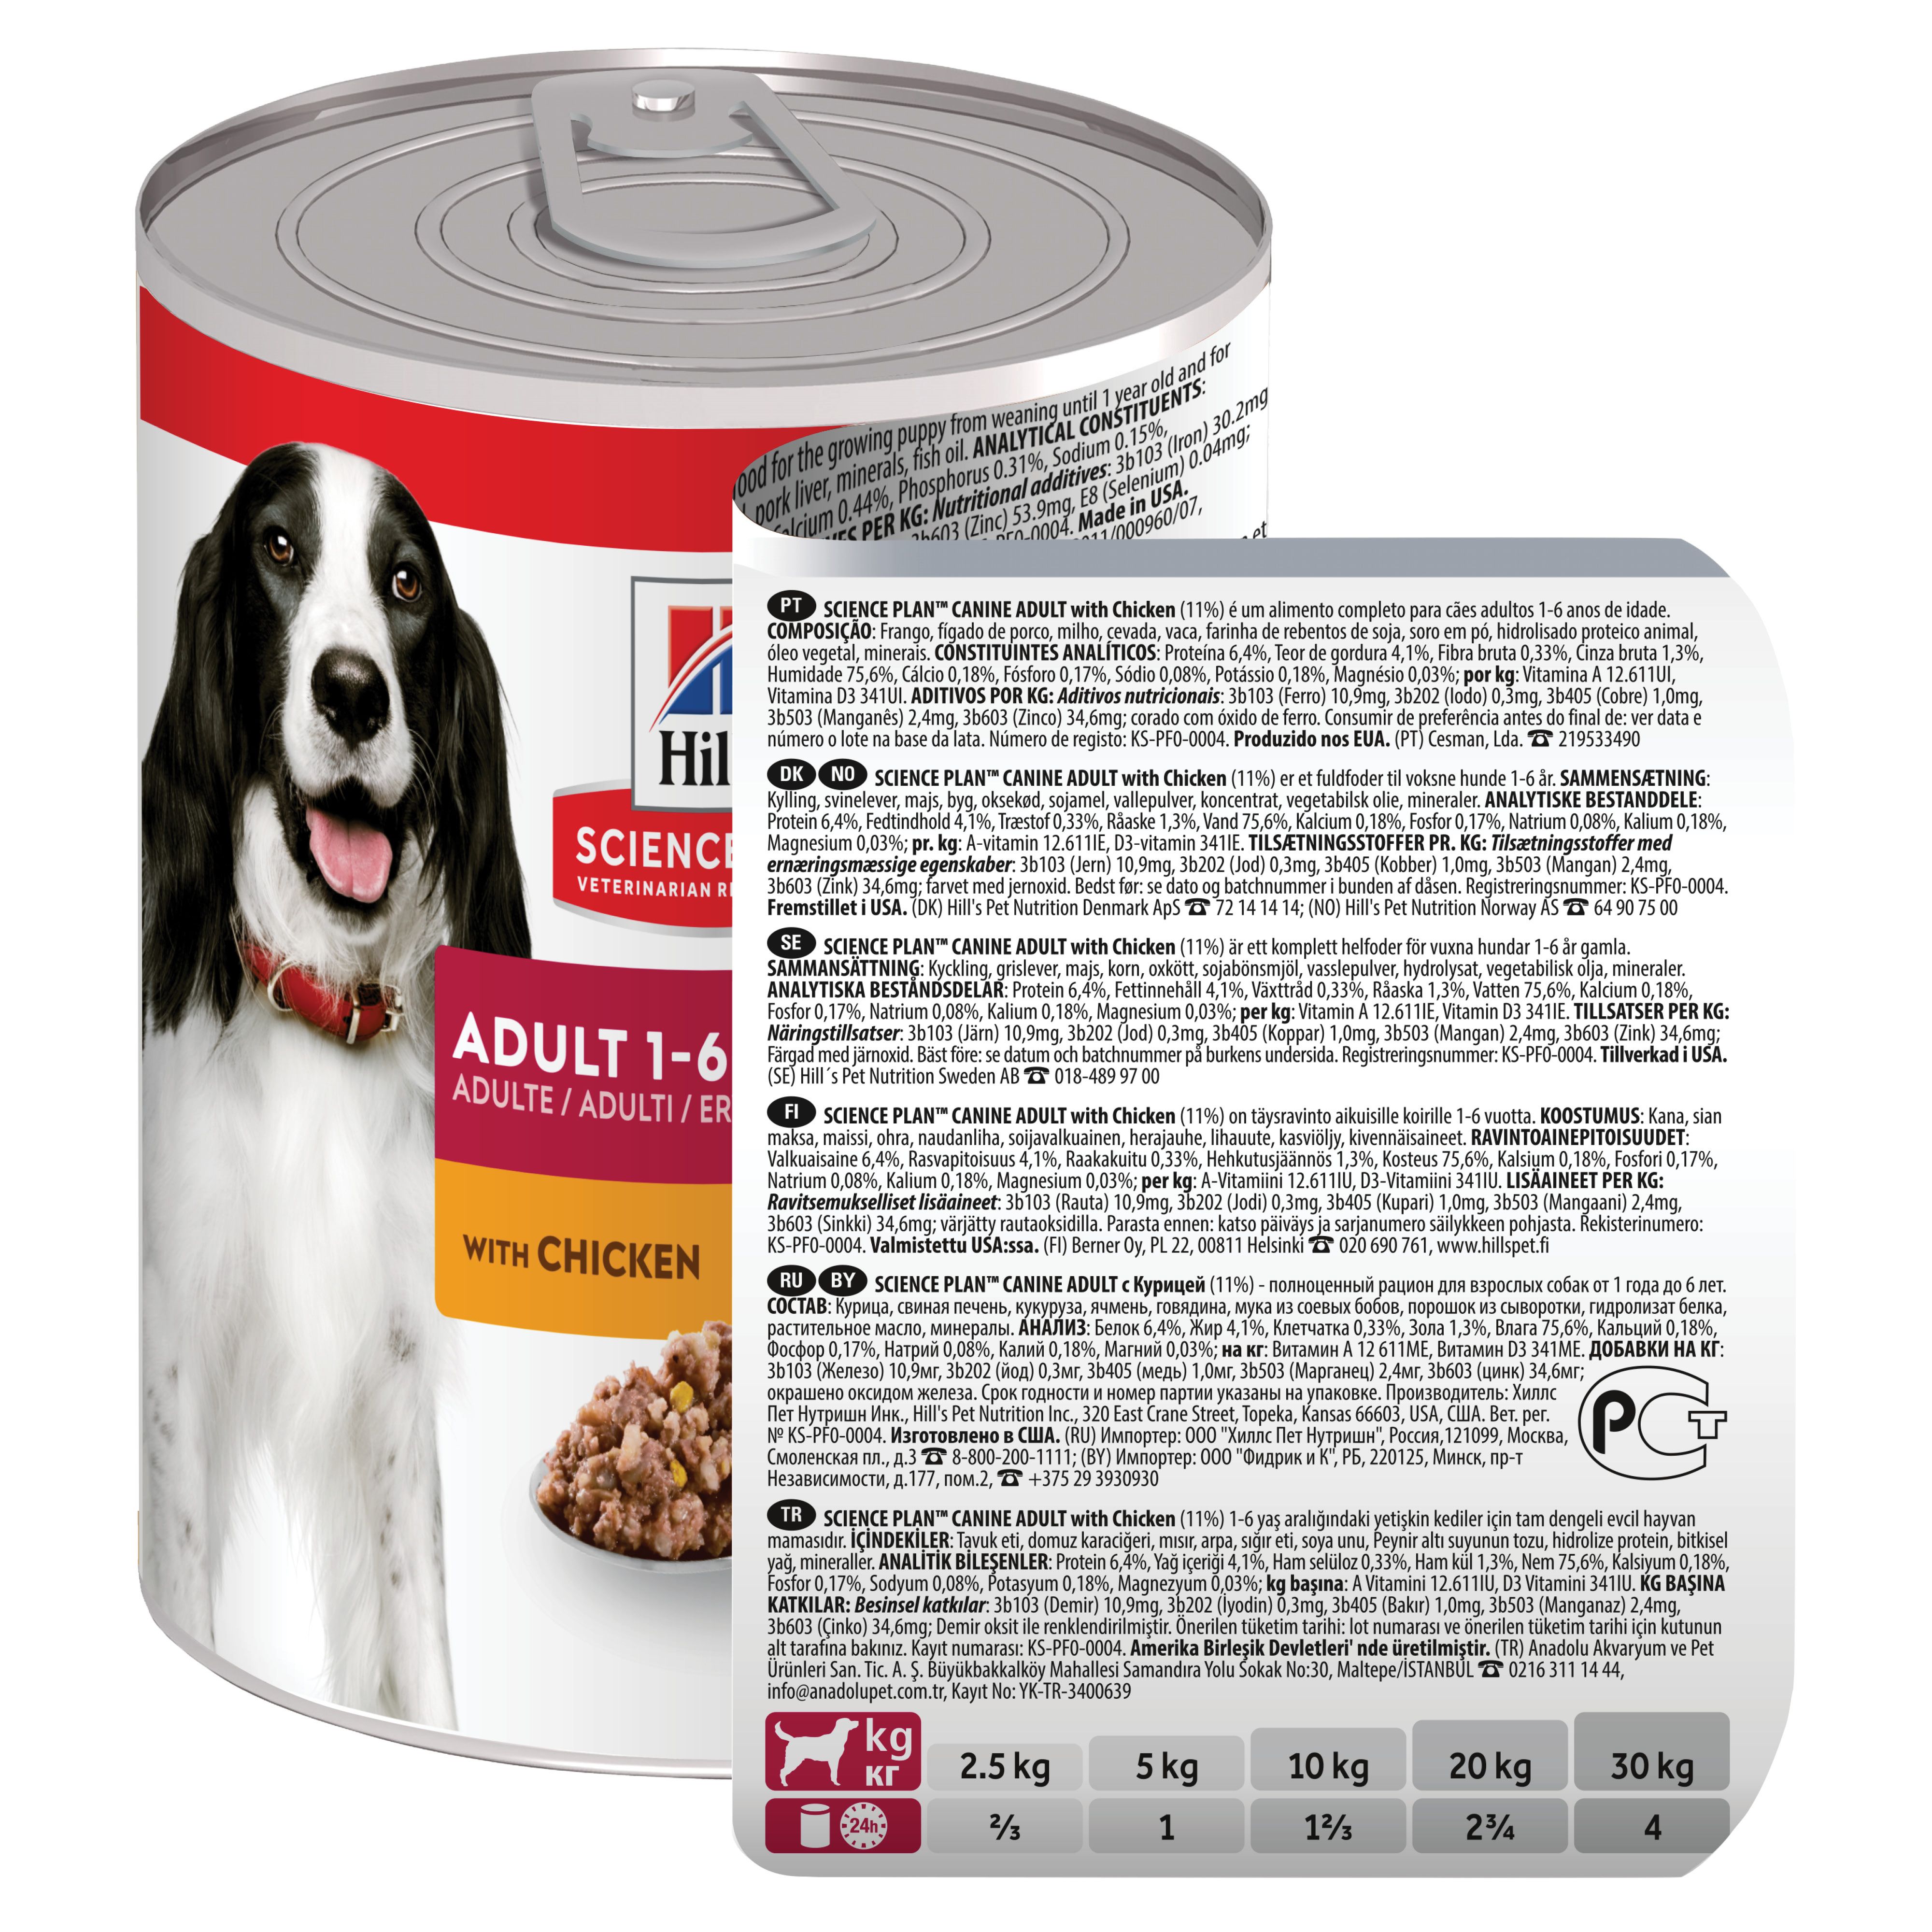 ood for the growing puppy from weaning until 1 year old and for
pork liver, minerals, fish oil. ANALYTICAL CONSTITUENTS:
0.44%, Phosphorus 0.31%, Sodium 0.15%,
PER KG: Nutritional additives: 3b103 (Iron) 30.2mg
3b603 (Zinc) 53.9mg, E8 (Selenium) 0.04mg;
Made in USA.
et
Hil
SCIENCE
VETERINARIAN
ADULT 1-6
ADULTE / ADULTI / ER
WITH CHICKEN
PT SCIENCE PLAN™ CANINE ADULT with Chicken (11%) é um alimento completo para cães adultos 1-6 anos de idade.
COMPOSIÇÃO: Frango, fígado de porco, milho, cevada, vaca, farinha de rebentos de soja, soro em pó, hidrolisado proteico animal,
óleo vegetal, minerais. CONSTITUINTES ANALÍTICOS: Proteína 6,4%, Teor de gordura 4,1%, Fibra bruta 0,33%, Cinza bruta 1,3%,
Humidade 75,6%, Cálcio 0,18%, Fósforo 0,17%, Sódio 0,08%, Potássio 0,18%, Magnésio 0,03%; por kg: Vitamina A 12.611UI,
Vitamina D3 341UI. ADITIVOS POR KG: Aditivos nutricionais: 3b103 (Ferro) 10,9mg, 3b202 (Iodo) 0,3mg, 3b405 (Cobre) 1,0mg,
3b503 (Manganês) 2,4mg, 3b603 (Zinco) 34,6mg; corado com óxido de ferro. Consumir de preferência antes do final de: ver data e
número o lote na base da lata. Número de registo: KS-PF0-0004. Produzido nos EUA. (PT) Cesman, Lda. ☎ 219533490
DK NO SCIENCE PLAN™ CANINE ADULT with Chicken (11%) er et fuldfoder til voksne hunde 1-6 år. SAMMENSÆTNING:
Kylling, svinelever, majs, byg, oksekød, sojamel, vallepulver, koncentrat, vegetabilsk olie, mineraler. ANALYTISKE BESTANDDELE:
Protein 6,4%, Fedtindhold 4,1%, Træstof 0,33%, Råaske 1,3%, Vand 75,6%, Kalcium 0,18%, Fosfor 0,17%, Natrium 0,08%, Kalium 0,18%,
Magnesium 0,03%; pr. kg: A-vitamin 12.611IE, D3-vitamin 341IE. TILSÆTNINGSSTOFFER PR. KG: Tilsætningsstoffer med
ernæringsmæssige egenskaber: 3b103 (Jern) 10,9mg, 3b202 (Jod) 0,3mg, 3b405 (Kobber) 1,0mg, 3b503 (Mangan) 2,4mg,
3b603 (Zink) 34,6mg; farvet med jernoxid. Bedst før: se dato og batchnummer i bunden af dåsen. Registreringsnummer: KS-PF0-0004.
Fremstillet i USA. (DK) Hill's Pet Nutrition Denmark ApS ☎ 72 14 14 14; (NO) Hill's Pet Nutrition Norway AS ☎ 64 90 75 00
SE SCIENCE PLAN™ CANINE ADULT with Chicken (11%) är ett komplett helfoder för vuxna hundar 1-6 år gamla.
SAMMANSÄTTNING: Kyckling, grislever, majs, korn, oxkött, sojabönsmjöl, vasslepulver, hydrolysat, vegetabilisk olja, mineraler.
ANALYTISKA BESTÅNDSDELAR: Protein 6,4%, Fettinnehåll 4,1%, Växttråd 0,33%, Råaska 1,3%, Vatten 75,6%, Kalcium 0,18%,
Fosfor 0,17%, Natrium 0,08%, Kalium 0,18%, Magnesium 0,03%; per kg: Vitamin A 12.611IE, Vitamin D3 341IE. TILLSATSER PER KG:
Näringstillsatser: 3b103 (Järn) 10,9mg, 3b202 (Jod) 0,3mg, 3b405 (Koppar) 1,0mg, 3b503 (Mangan) 2,4mg, 3b603 (Zink) 34,6mg;
Färgad med järnoxid. Bäst före: se datum och batchnummer på burkens undersida. Registreringsnummer: KS-PF0-0004. Tillverkad i USA.
(SE) Hill´s Pet Nutrition Sweden AB ☎ 018-489 97 00
FI SCIENCE PLAN™ CANINE ADULT with Chicken (11%) on täysravinto aikuisille koirille 1-6 vuotta. KOOSTUMUS: Kana, sian
maksa, maissi, ohra, naudanliha, soijavalkuainen, herajauhe, lihauute, kasviöljy, kivennäisaineet. RAVINTOAINEPITOISUUDET:
Valkuaisaine 6,4%, Rasvapitoisuus 4,1%, Raakakuitu 0,33%, Hehkutusjäännös 1,3%, Kosteus 75,6%, Kalsium 0,18%, Fosfori 0,17%,
Natrium 0,08%, Kalium 0,18%, Magnesium 0,03%; per kg: A-Vitamiini 12.611IU, D3-Vitamiini 341IU. LISÄAINEET PER KG:
Ravitsemukselliset lisäaineet: 3b103 (Rauta) 10,9mg, 3b202 (Jodi) 0,3mg, 3b405 (Kupari) 1,0mg, 3b503 (Mangaani) 2,4mg,
3b603 (Sinkki) 34,6mg; värjätty rautaoksidilla. Parasta ennen: katso päiväys ja sarjanumero säilykkeen pohjasta. Rekisterinumero:
KS-PF0-0004. Valmistettu USA:ssa. (FI) Berner Oy, PL 22, 00811 Helsinki ☎ 020 690 761, www.hillspet.fi
RU BY SCIENCE PLAN™ CANINE ADULT с Курицей (11%) - полноценный рацион для взрослых собак от 1 года до 6 лет.
СОСТАВ: Курица, свиная печень, кукуруза, ячмень, говядина, мука из соевых бобов, порошок из сыворотки, гидролизат белка,
растительное масло, минералы. АНАЛИЗ: Белок 6,4%, Жир 4,1%, Клетчатка 0,33%, Зола 1,3%, Влага 75,6%, Кальций 0,18%,
Фосфор 0,17%, Натрий 0,08%, Калий 0,18%, Магний 0,03%; на кг: Витамин А 12 611МЕ, Витамин D3 341МЕ. ДОБАВКИ НА КГ:
3b103 (Железо) 10,9мг, 3b202 (йод) 0,3мг, 3b405 (медь) 1,0мг, 3b503 (Марганец) 2,4мг, 3b603 (цинк) 34,6мг;
окрашено оксидом железа. Срок годности и номер партии указаны на упаковке. Производитель: Хиллс
Пет Нутришн Инк., Hill's Pet Nutrition Inc., 320 East Crane Street, Topeka, Kansas 66603, USA, США. Вет. рег.
№ KS-PF0-0004. Изготовлено в США. (RU) Импортер: ООО "Хиллс Пет Нутришн", Россия,121099, Москва,
Смоленская пл., д.3 ☎ 8-800-200-1111; (BY) Импортер: ООО "Фидрик и К", РБ, 220125, Минск, пр-т
Независимости, д.177, пом.2, ☎ +375 29 3930930
РСТ
TR SCIENCE PLAN™ CANINE ADULT with Chicken (11%) 1-6 yaş aralığındaki yetişkin kediler için tam dengeli evcil hayvan
mamasıdır. İÇİNDEKİLER: Tavuk eti, domuz karaciğeri, mısır, arpa, sığır eti, soya unu, Peynir altı suyunun tozu, hidrolize protein, bitkisel
yağ, mineraller. ANALİTİK BİLEŞENLER: Protein 6,4%, Yağ içeriği 4,1%, Ham selüloz 0,33%, Ham kül 1,3%, Nem 75,6%, Kalsiyum 0,18%,
Fosfor 0,17%, Sodyum 0,08%, Potasyum 0,18%, Magnezyum 0,03%; kg başına: A Vitamini 12.611IU, D3 Vitamini 341IU. KG BAŞINA
KATKILAR: Besinsel katkılar: 3b103 (Demir) 10,9mg, 3b202 (İyodin) 0,3mg, 3b405 (Bakır) 1,0mg, 3b503 (Manganaz) 2,4mg,
3b603 (Çinko) 34,6mg; Demir oksit ile renklendirilmiştir. Önerilen tüketim tarihi: lot numarası ve önerilen tüketim tarihi için kutunun
alt tarafına bakınız. Kayıt numarası: KS-PF0-0004. Amerika Birleşik Devletleri' nde üretilmiştir. (TR) Anadolu Akvaryum ve Pet
Ürünleri San. Tic. A. Ş. Büyükbakkalköy Mahallesi Samandıra Yolu Sokak No:30, Maltepe/İSTANBUL ☎ 0216 311 14 44,
info@anadolupet.com.tr, Kayıt No: YK-TR-3400639
kg кг 2.5 kg 5 kg 10 kg 20 kg 30 kg
24h ⅔ 1 1⅔ 2¾ 4